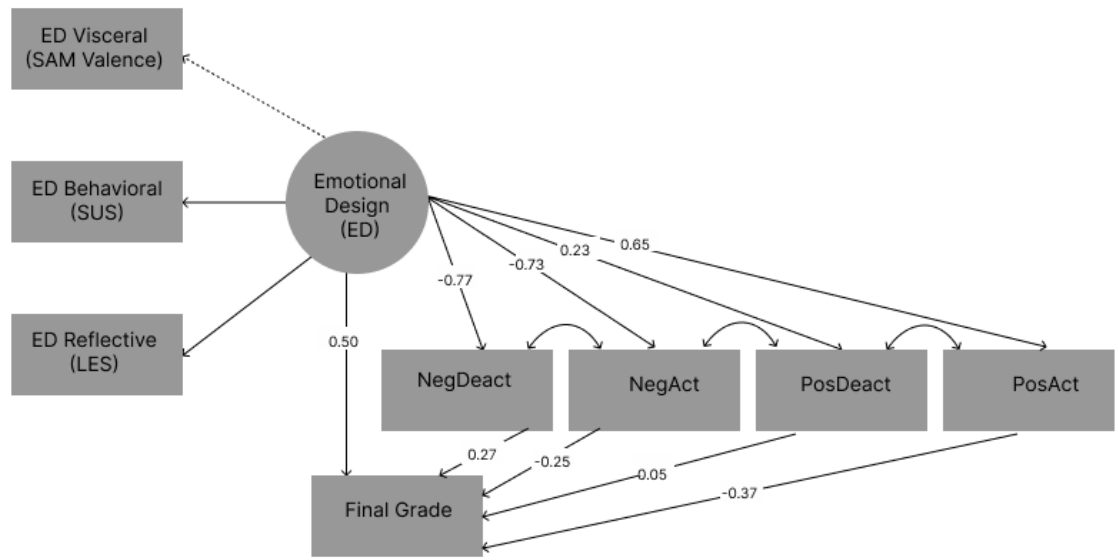 ED Visceral
(SAM Valence)
ED Behavioral
(SUS)
Emotional
Design
(ED)
0.65
0.23
-0.73
-0.77
ED Reflective
(LES)
0.50
NegDeact
NegAct
PosDeact
PosAct
0.27
-0.25
0.05
-0.37
Final Grade